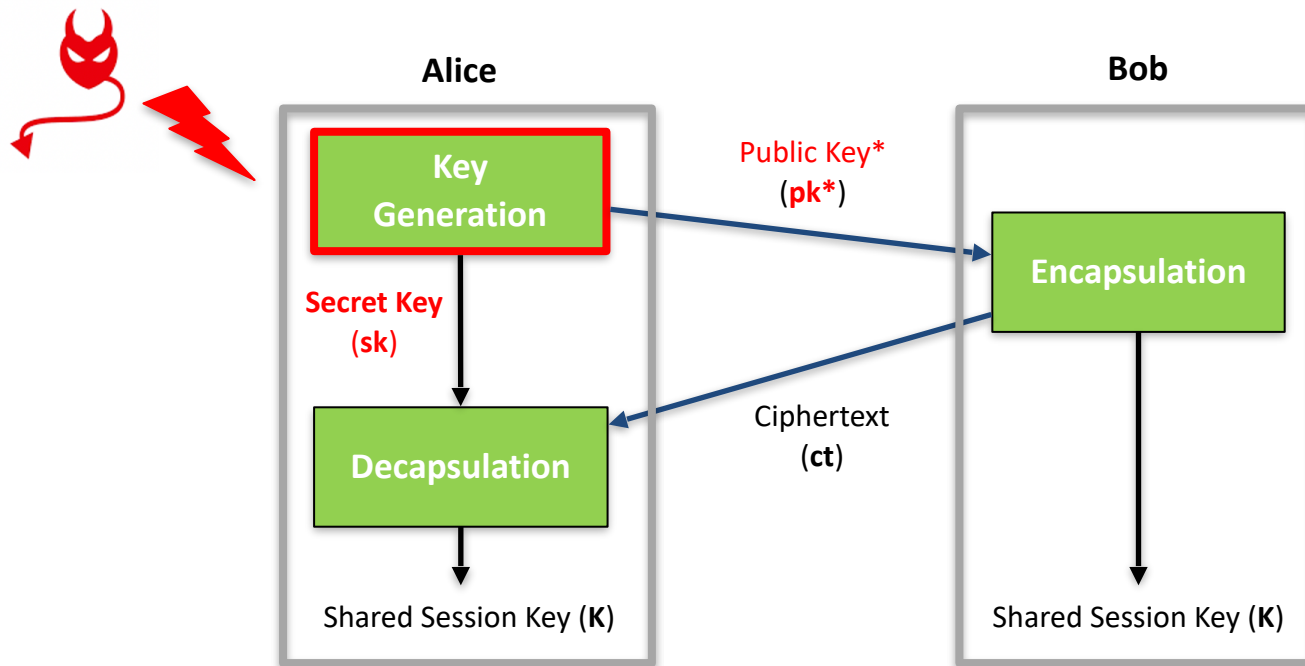 Alice
Bob
Key
Generation
Public Key*
(pk*)
Encapsulation
Secret Key
(sk)
Ciphertext
(ct)
Decapsulation
Shared Session Key (K)
Shared Session Key (K)